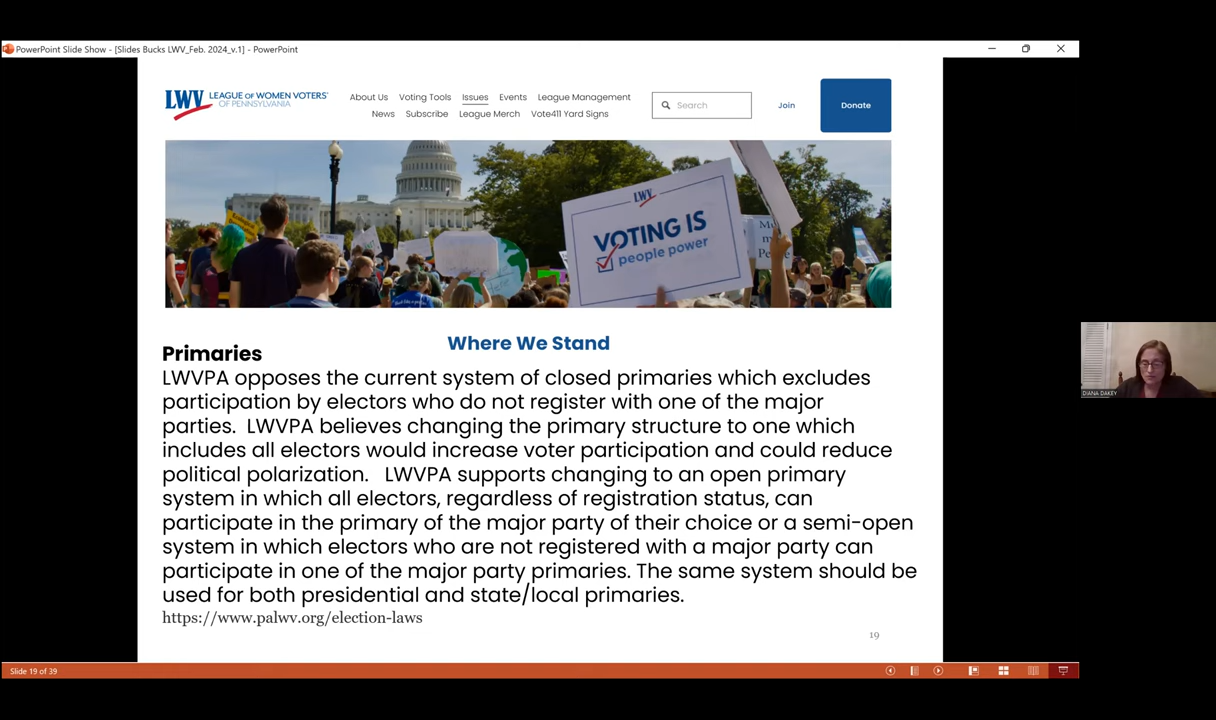 PowerPoint Slide Show - [Slides Bucks LWV_Feb. 2024_v.1] - PowerPoint
LWV LEAGUE OF WOMEN VOTERS®
OF PENNSYLVANIA
About Us Voting Tools Issues Events League Management
News Subscribe League Merch Vote411 Yard Signs
Search
Join
Donate
LWV
VOTING IS
people power
Where We Stand
Primaries
LWVPA opposes the current system of closed primaries which excludes
participation by electors who do not register with one of the major
parties. LWVPA believes changing the primary structure to one which
includes all electors would increase voter participation and could reduce
political polarization. LWVPA supports changing to an open primary
system in which all electors, regardless of registration status, can
participate in the primary of the major party of their choice or a semi-open
system in which electors who are not registered with a major party can
participate in one of the major party primaries. The same system should be
used for both presidential and state/local primaries.
https://www.palwv.org/election-laws
19
DIANA DAKEY
Slide 19 of 39